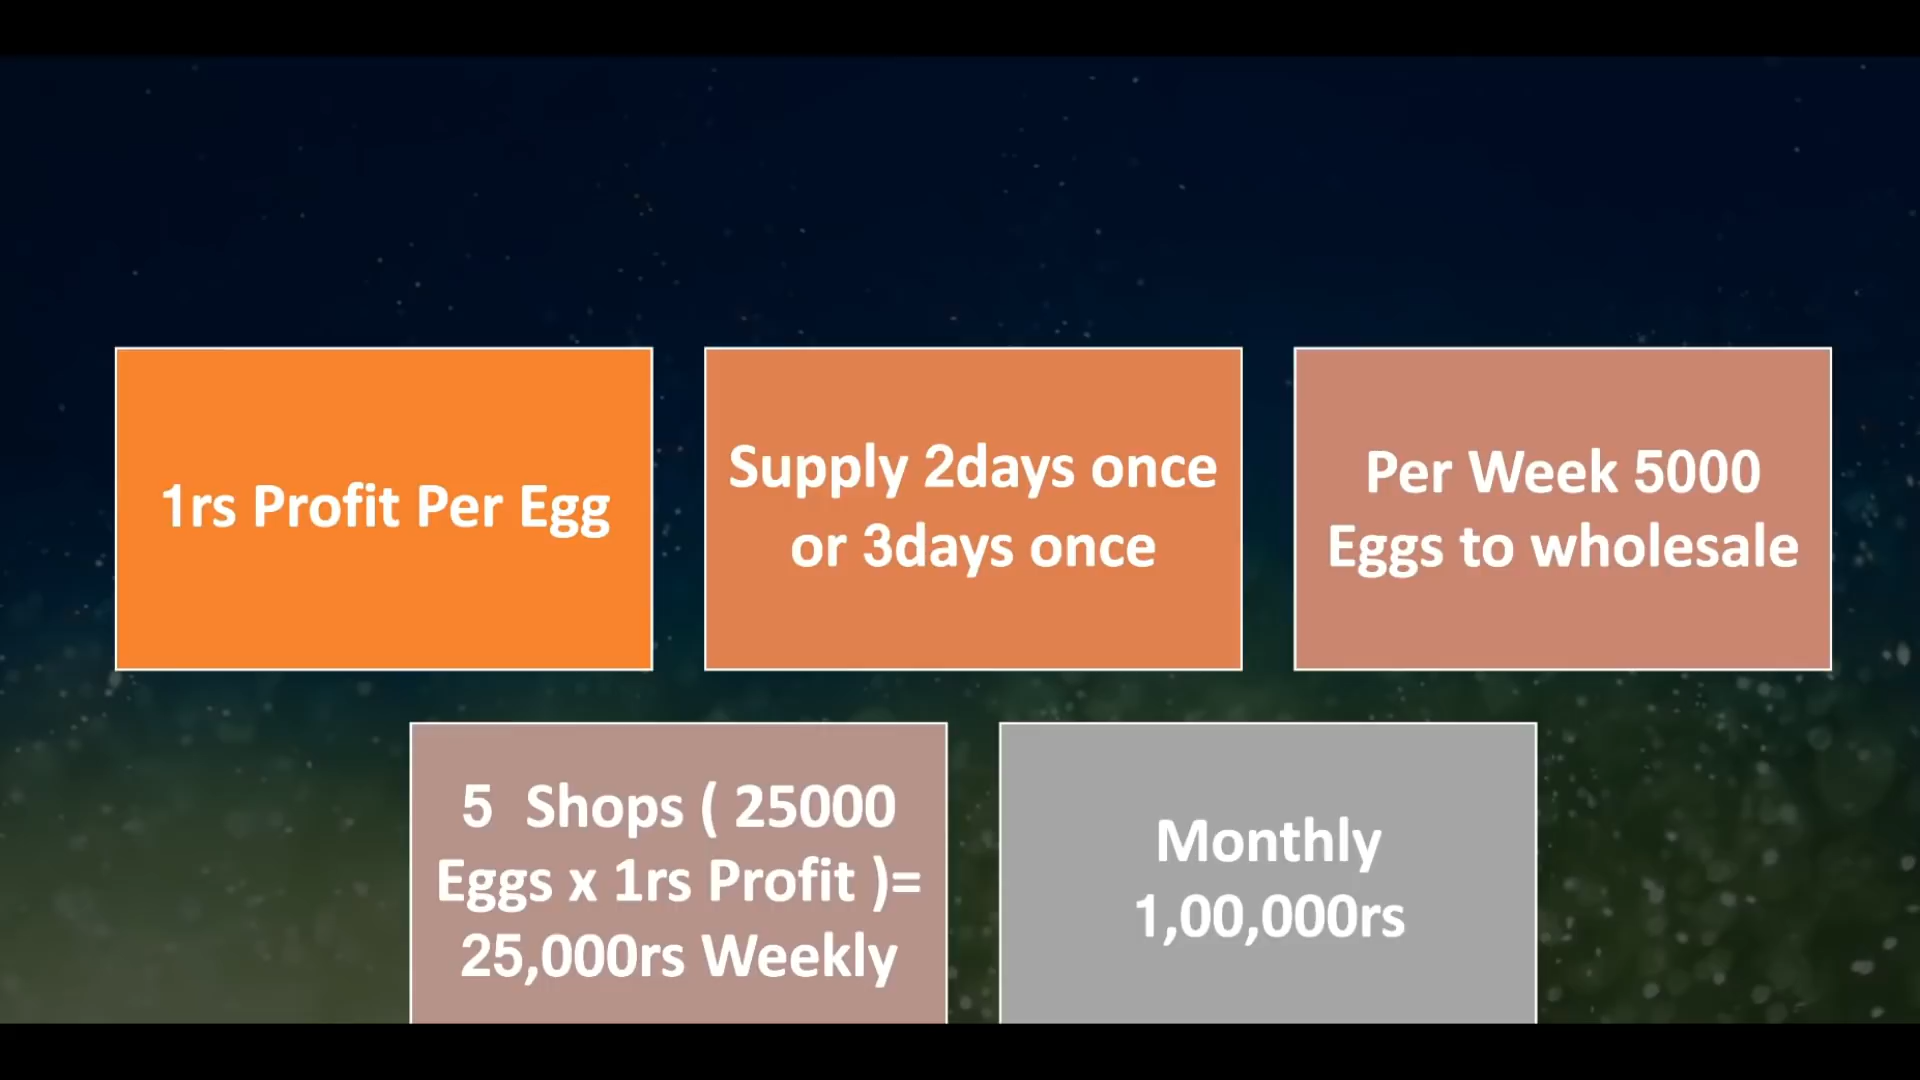 1rs Profit Per Egg
Supply 2days once
or 3days once
Per Week 5000
Eggs to wholesale
5 Shops ( 25000
Eggs x 1rs Profit )=
25,000rs Weekly
Monthly
1,00,000rs